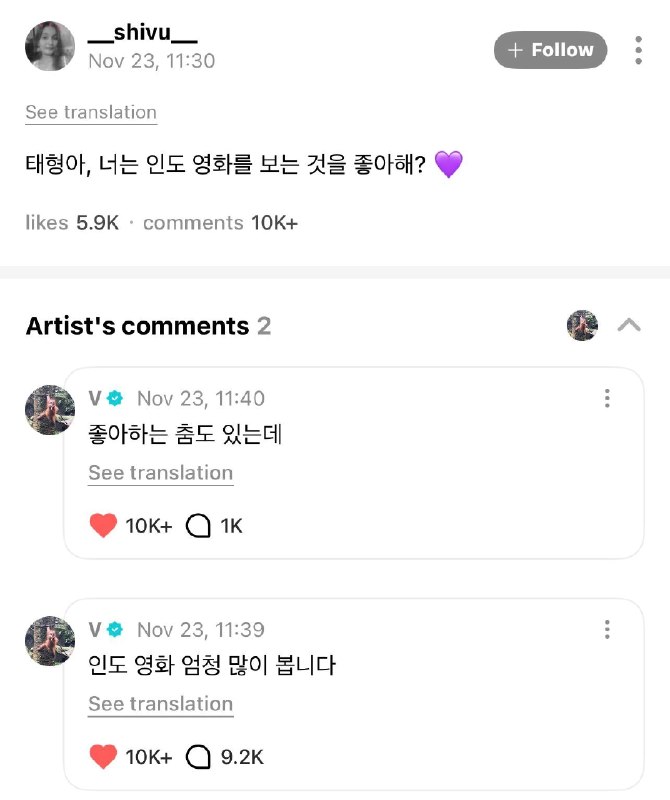 __shivu__
Nov 23, 11:30
+ Follow
See translation
태형아, 너는 인도 영화를 보는 것을 좋아해? 💜
likes 5.9K · comments 10K+
Artist's comments 2
V Nov 23, 11:40
좋아하는 춤도 있는데
See translation
10K+ 1K
V Nov 23, 11:39
인도 영화 엄청 많이 봅니다
See translation
10K+ 9.2K